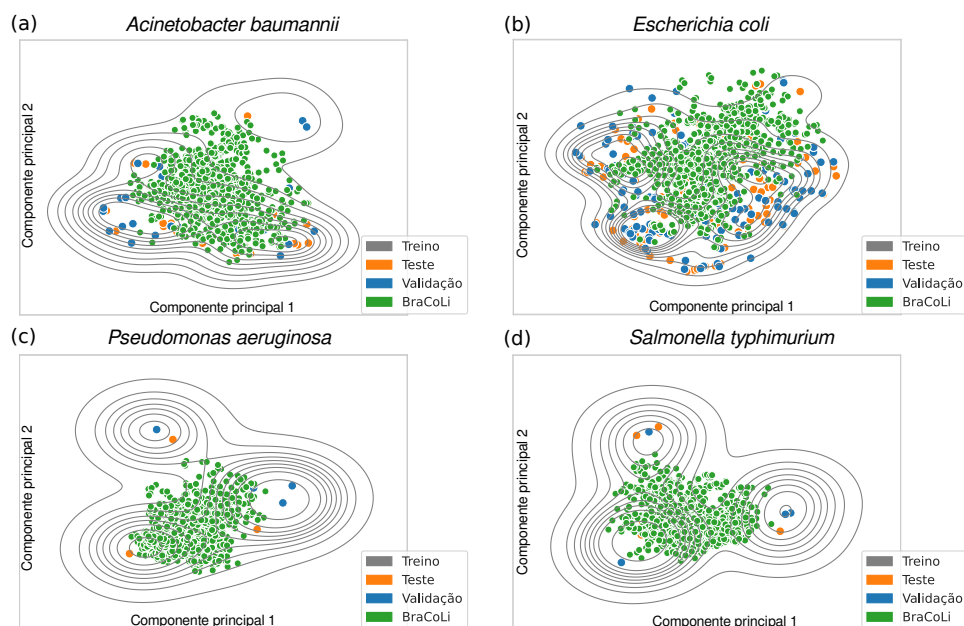 (a)
Acinetobacter baumannii
Componente principal 2
Componente principal 1
Treino
Teste
Validação
BraCoLi
(b)
Escherichia coli
Componente principal 2
Componente principal 1
Treino
Teste
Validação
BraCoLi
(c)
Pseudomonas aeruginosa
Componente principal 2
Componente principal 1
Treino
Teste
Validação
BraCoLi
(d)
Salmonella typhimurium
Componente principal 2
Componente principal 1
Treino
Teste
Validação
BraCoLi